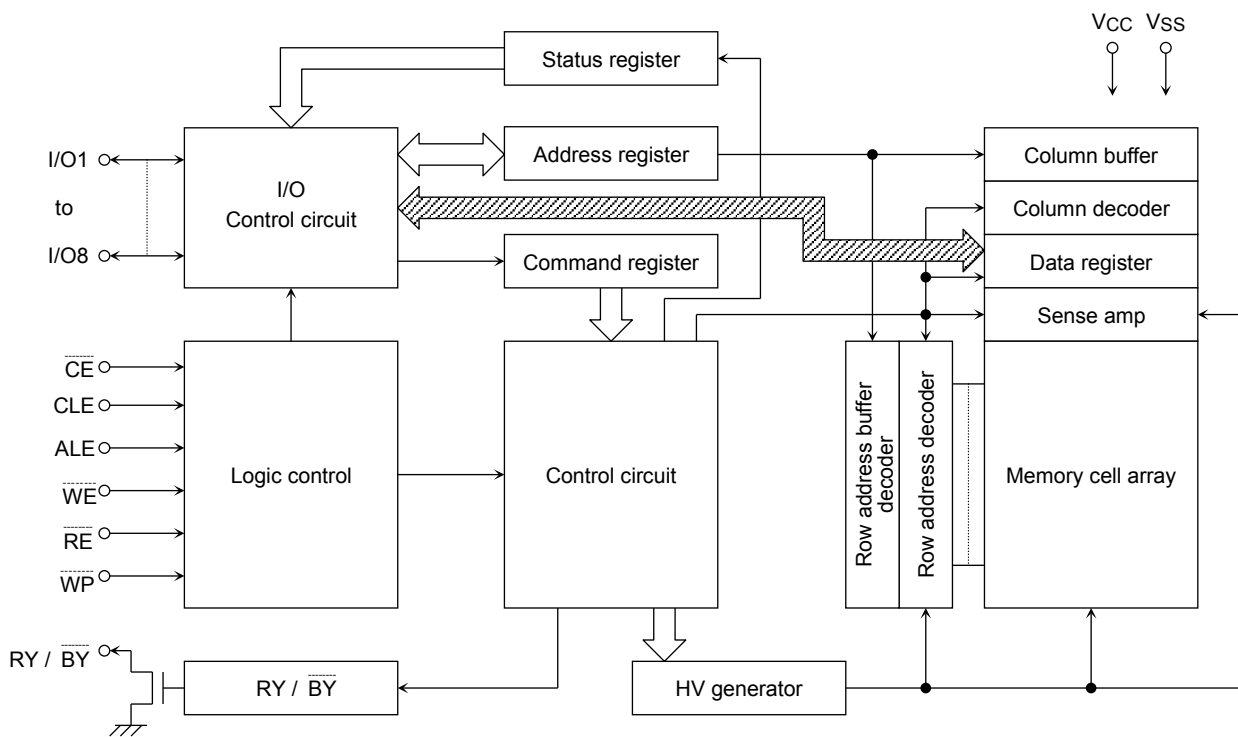 VCC VSS
Status register
I/O1
to
I/O8
I/O
Control circuit
Address register
Command register
Column buffer
Column decoder
Data register
Sense amp
CE
CLE
ALE
WE
RE
WP
Logic control
Control circuit
Row address buffer
decoder
Row address decoder
Memory cell array
RY / BY
RY / BY
HV generator